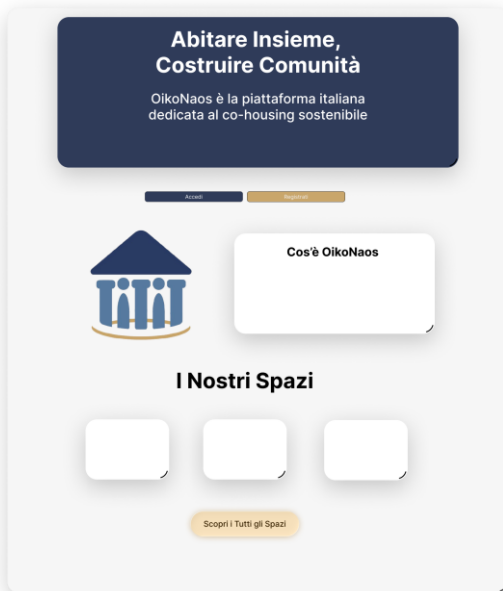 Abitare Insieme,
Costruire Comunità
OikoNaos è la piattaforma italiana
dedicata al co-housing sostenibile
Accedi
Registrati
Cos'è OikoNaos
I Nostri Spazi
Scopri i Tutti gli Spazi